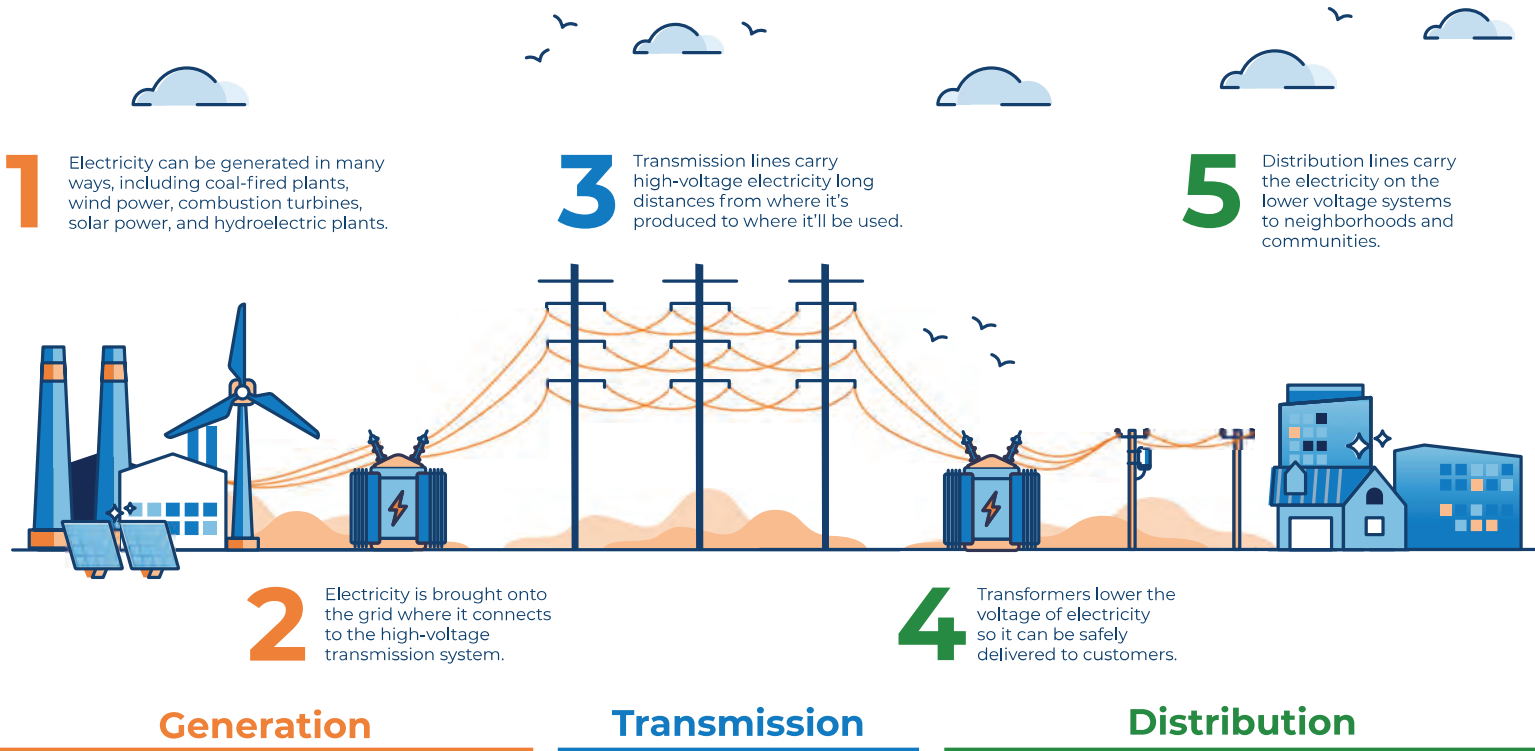 1
Electricity can be generated in many
ways, including coal-fired plants,
wind power, combustion turbines,
solar power, and hydroelectric plants.
3
Transmission lines carry
high-voltage electricity long
distances from where it's
produced to where it'll be used.
5
Distribution lines carry
the electricity on the
lower voltage systems
to neighborhoods and
communities.
2
Electricity is brought onto
the grid where it connects
to the high-voltage
transmission system.
4
Transformers lower the
voltage of electricity
so it can be safely
delivered to customers.
Generation
Transmission
Distribution